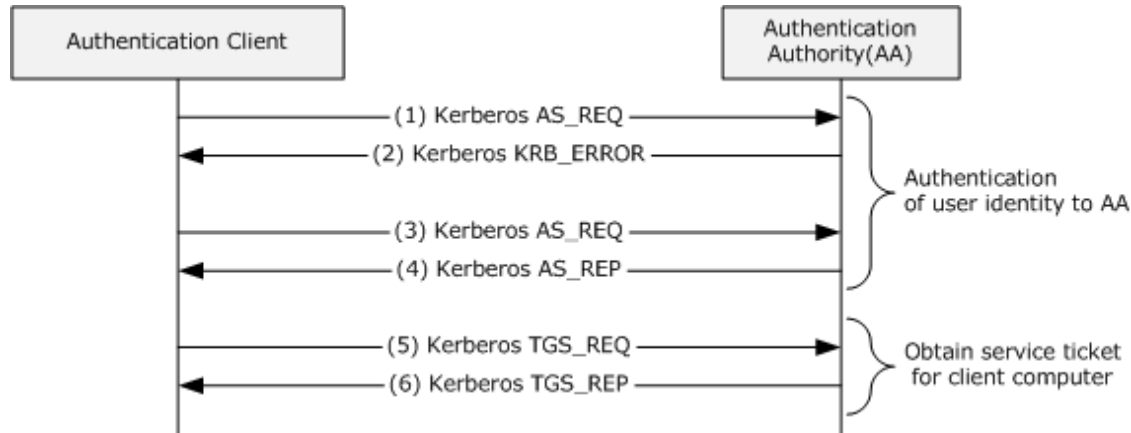 Authentication Client
Authentication
Authority(AA)
(1) Kerberos AS_REQ
(2) Kerberos KRB_ERROR
Authentication
of user identity to AA
(3) Kerberos AS_REQ
(4) Kerberos AS_REP
(5) Kerberos TGS_REQ
Obtain service ticket
for client computer
(6) Kerberos TGS_REP